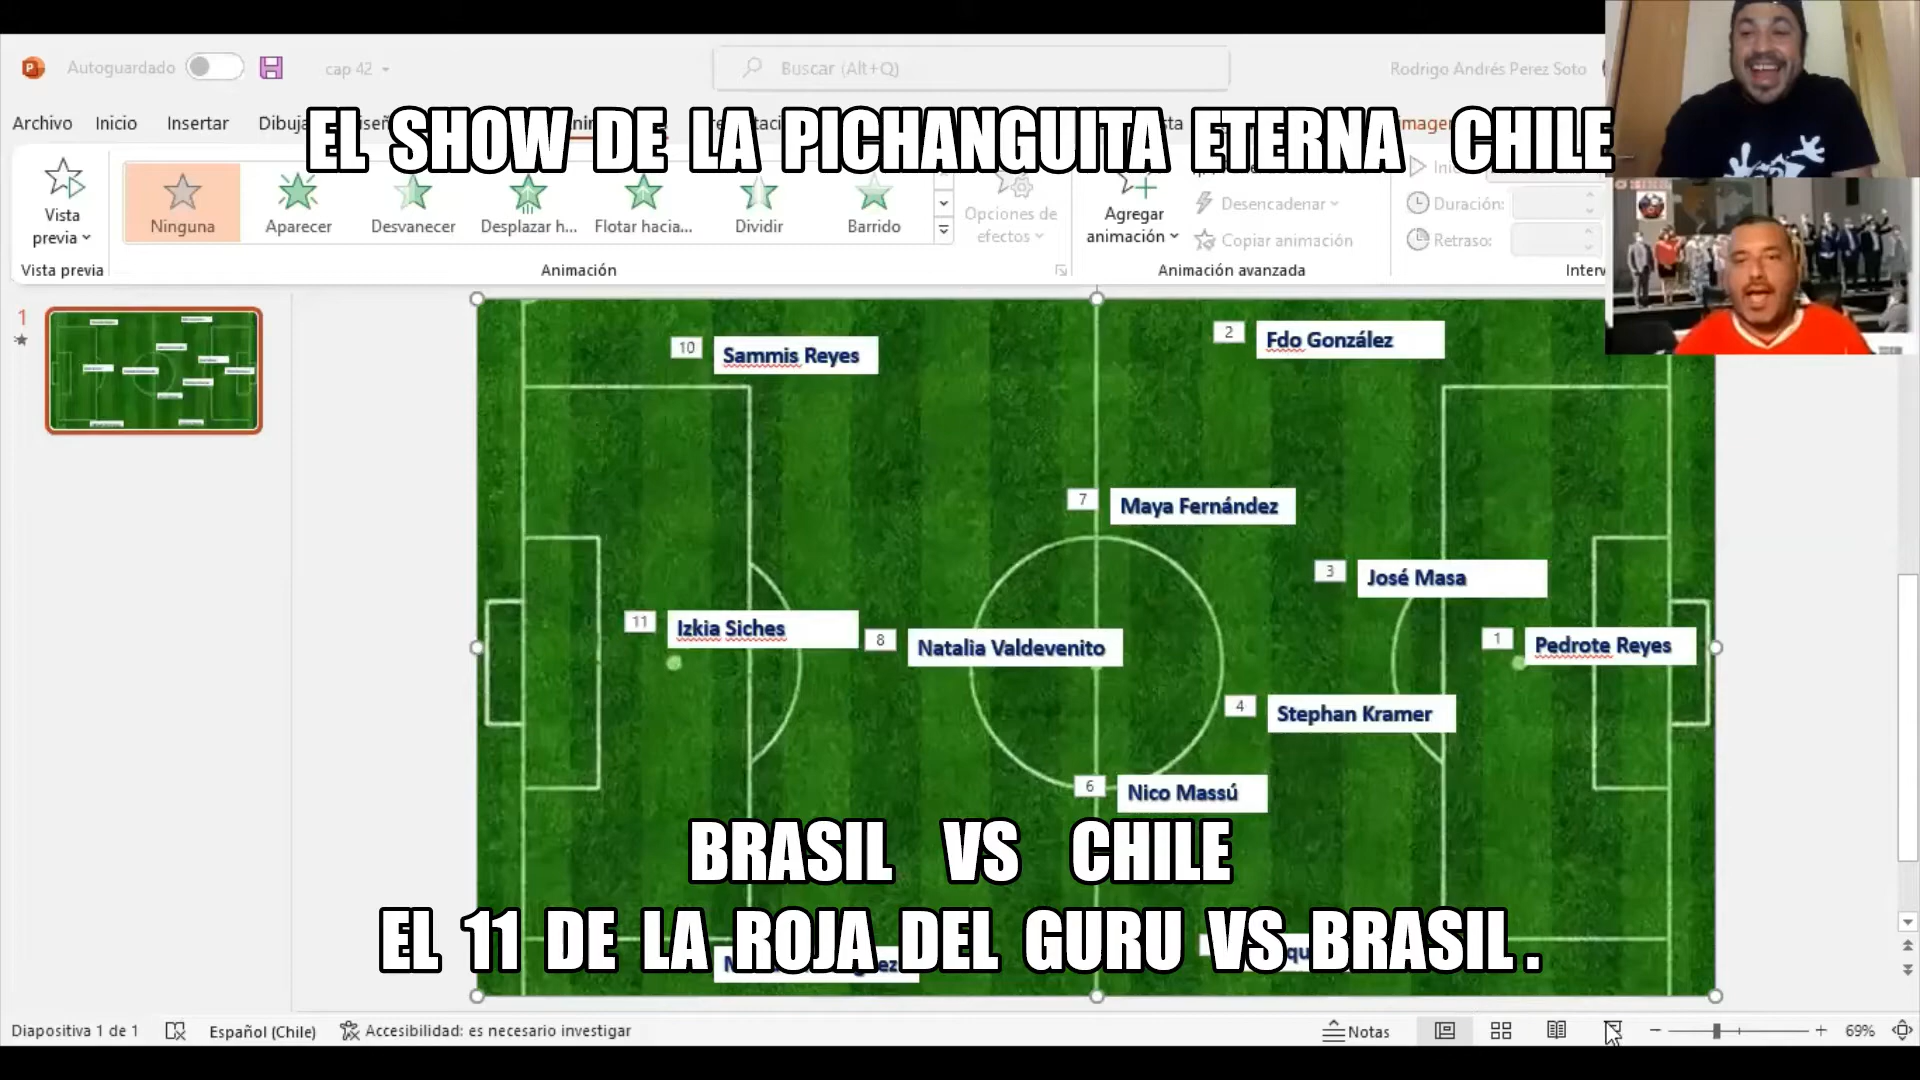 Autoguardado
cap 42
Buscar (Alt+Q)
Rodrigo Andrés Perez Soto
Archivo
Inicio
Insertar
EL SHOW DE LA PICHANGUITA ETERNA CHILE
Vista previa
Ninguna
Aparecer
Desvanecer
Desplazar h...
Flotar hacia...
Dividir
Barrido
Opciones de efectos
Agregar animación
Desencadenar
Copiar animación
Duración:
Retraso:
Vista previa
Animación
Animación avanzada
1
10
Sammis Reyes
2
Fdo González
7
Maya Fernández
3
José Masa
11
Izkia Siches
8
Natalia Valdevenito
1
Pedrote Reyes
4
Stephan Kramer
6
Nico Massú
BRASIL VS CHILE
EL 11 DE LA ROJA DEL GURU VS BRASIL.
Diapositiva 1 de 1
Español (Chile)
Accesibilidad: es necesario investigar
Notas
69%